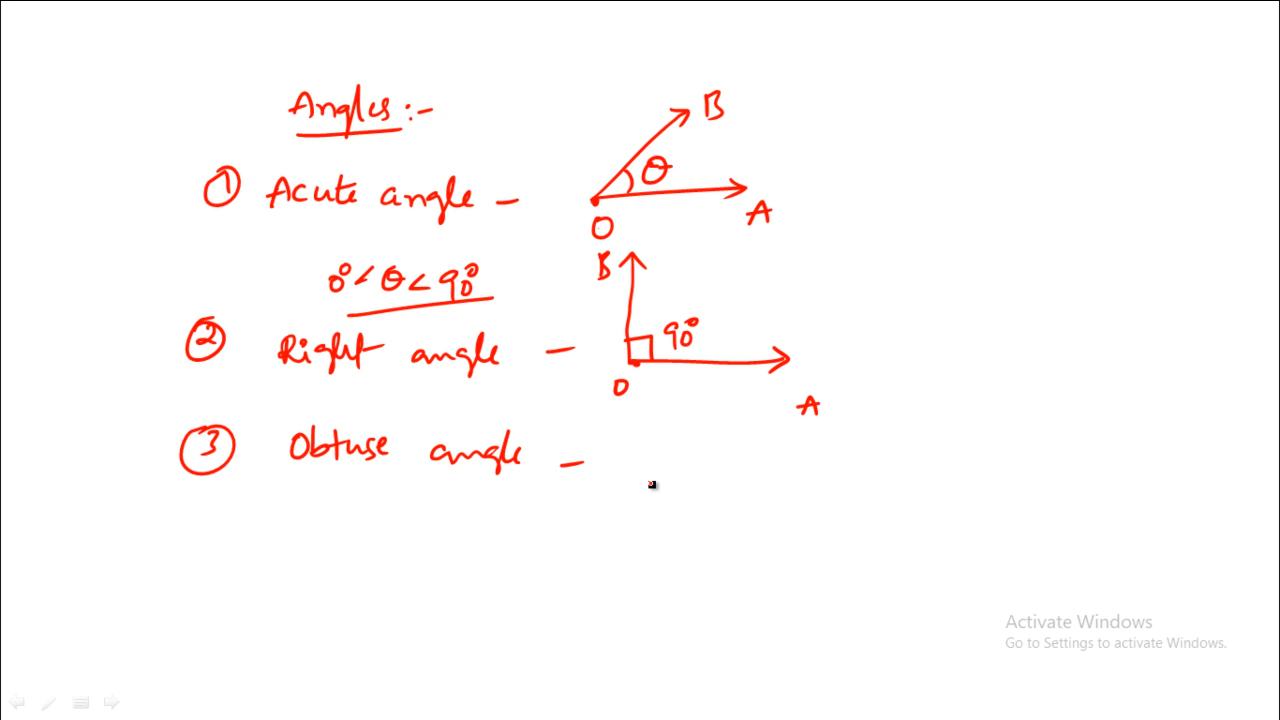 Angles :-
① Acute angle -
B
θ
A
O
0° < θ < 90°
B
② Right angle -
90°
O
A
③ Obtuse angle -
Activate Windows
Go to Settings to activate Windows.